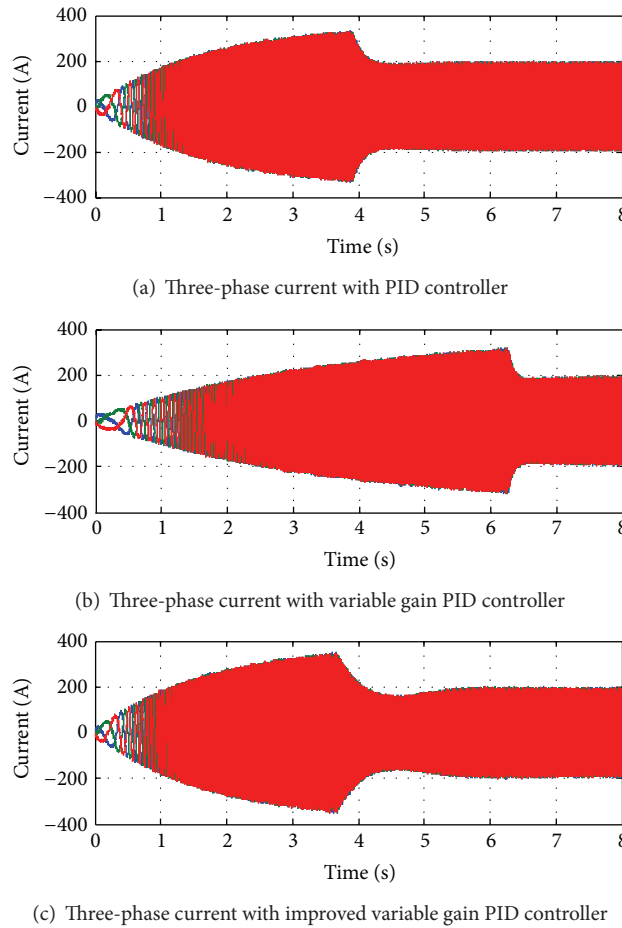 400
200
0
−200
−400
Current (A)
0 1 2 3 4 5 6 7 8
Time (s)
(a) Three-phase current with PID controller
400
200
0
−200
−400
Current (A)
0 1 2 3 4 5 6 7 8
Time (s)
(b) Three-phase current with variable gain PID controller
400
200
0
−200
−400
Current (A)
0 1 2 3 4 5 6 7 8
Time (s)
(c) Three-phase current with improved variable gain PID controller